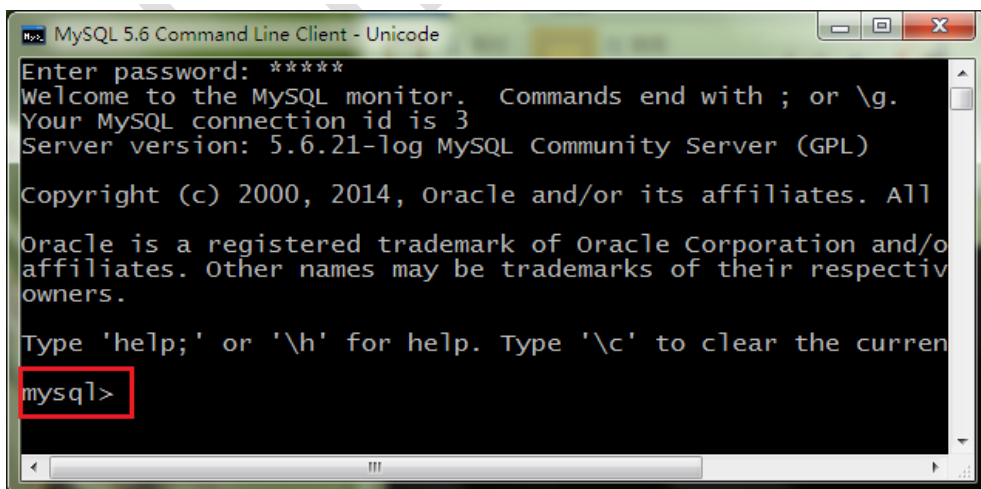 MySQL 5.6 Command Line Client - Unicode
Enter password: *****
Welcome to the MySQL monitor.  Commands end with ; or \g.
Your MySQL connection id is 3
Server version: 5.6.21-log MySQL Community Server (GPL)
Copyright (c) 2000, 2014, Oracle and/or its affiliates. All
Oracle is a registered trademark of Oracle Corporation and/o
affiliates. Other names may be trademarks of their respectiv
owners.
Type 'help;' or '\h' for help. Type '\c' to clear the curren
mysql>